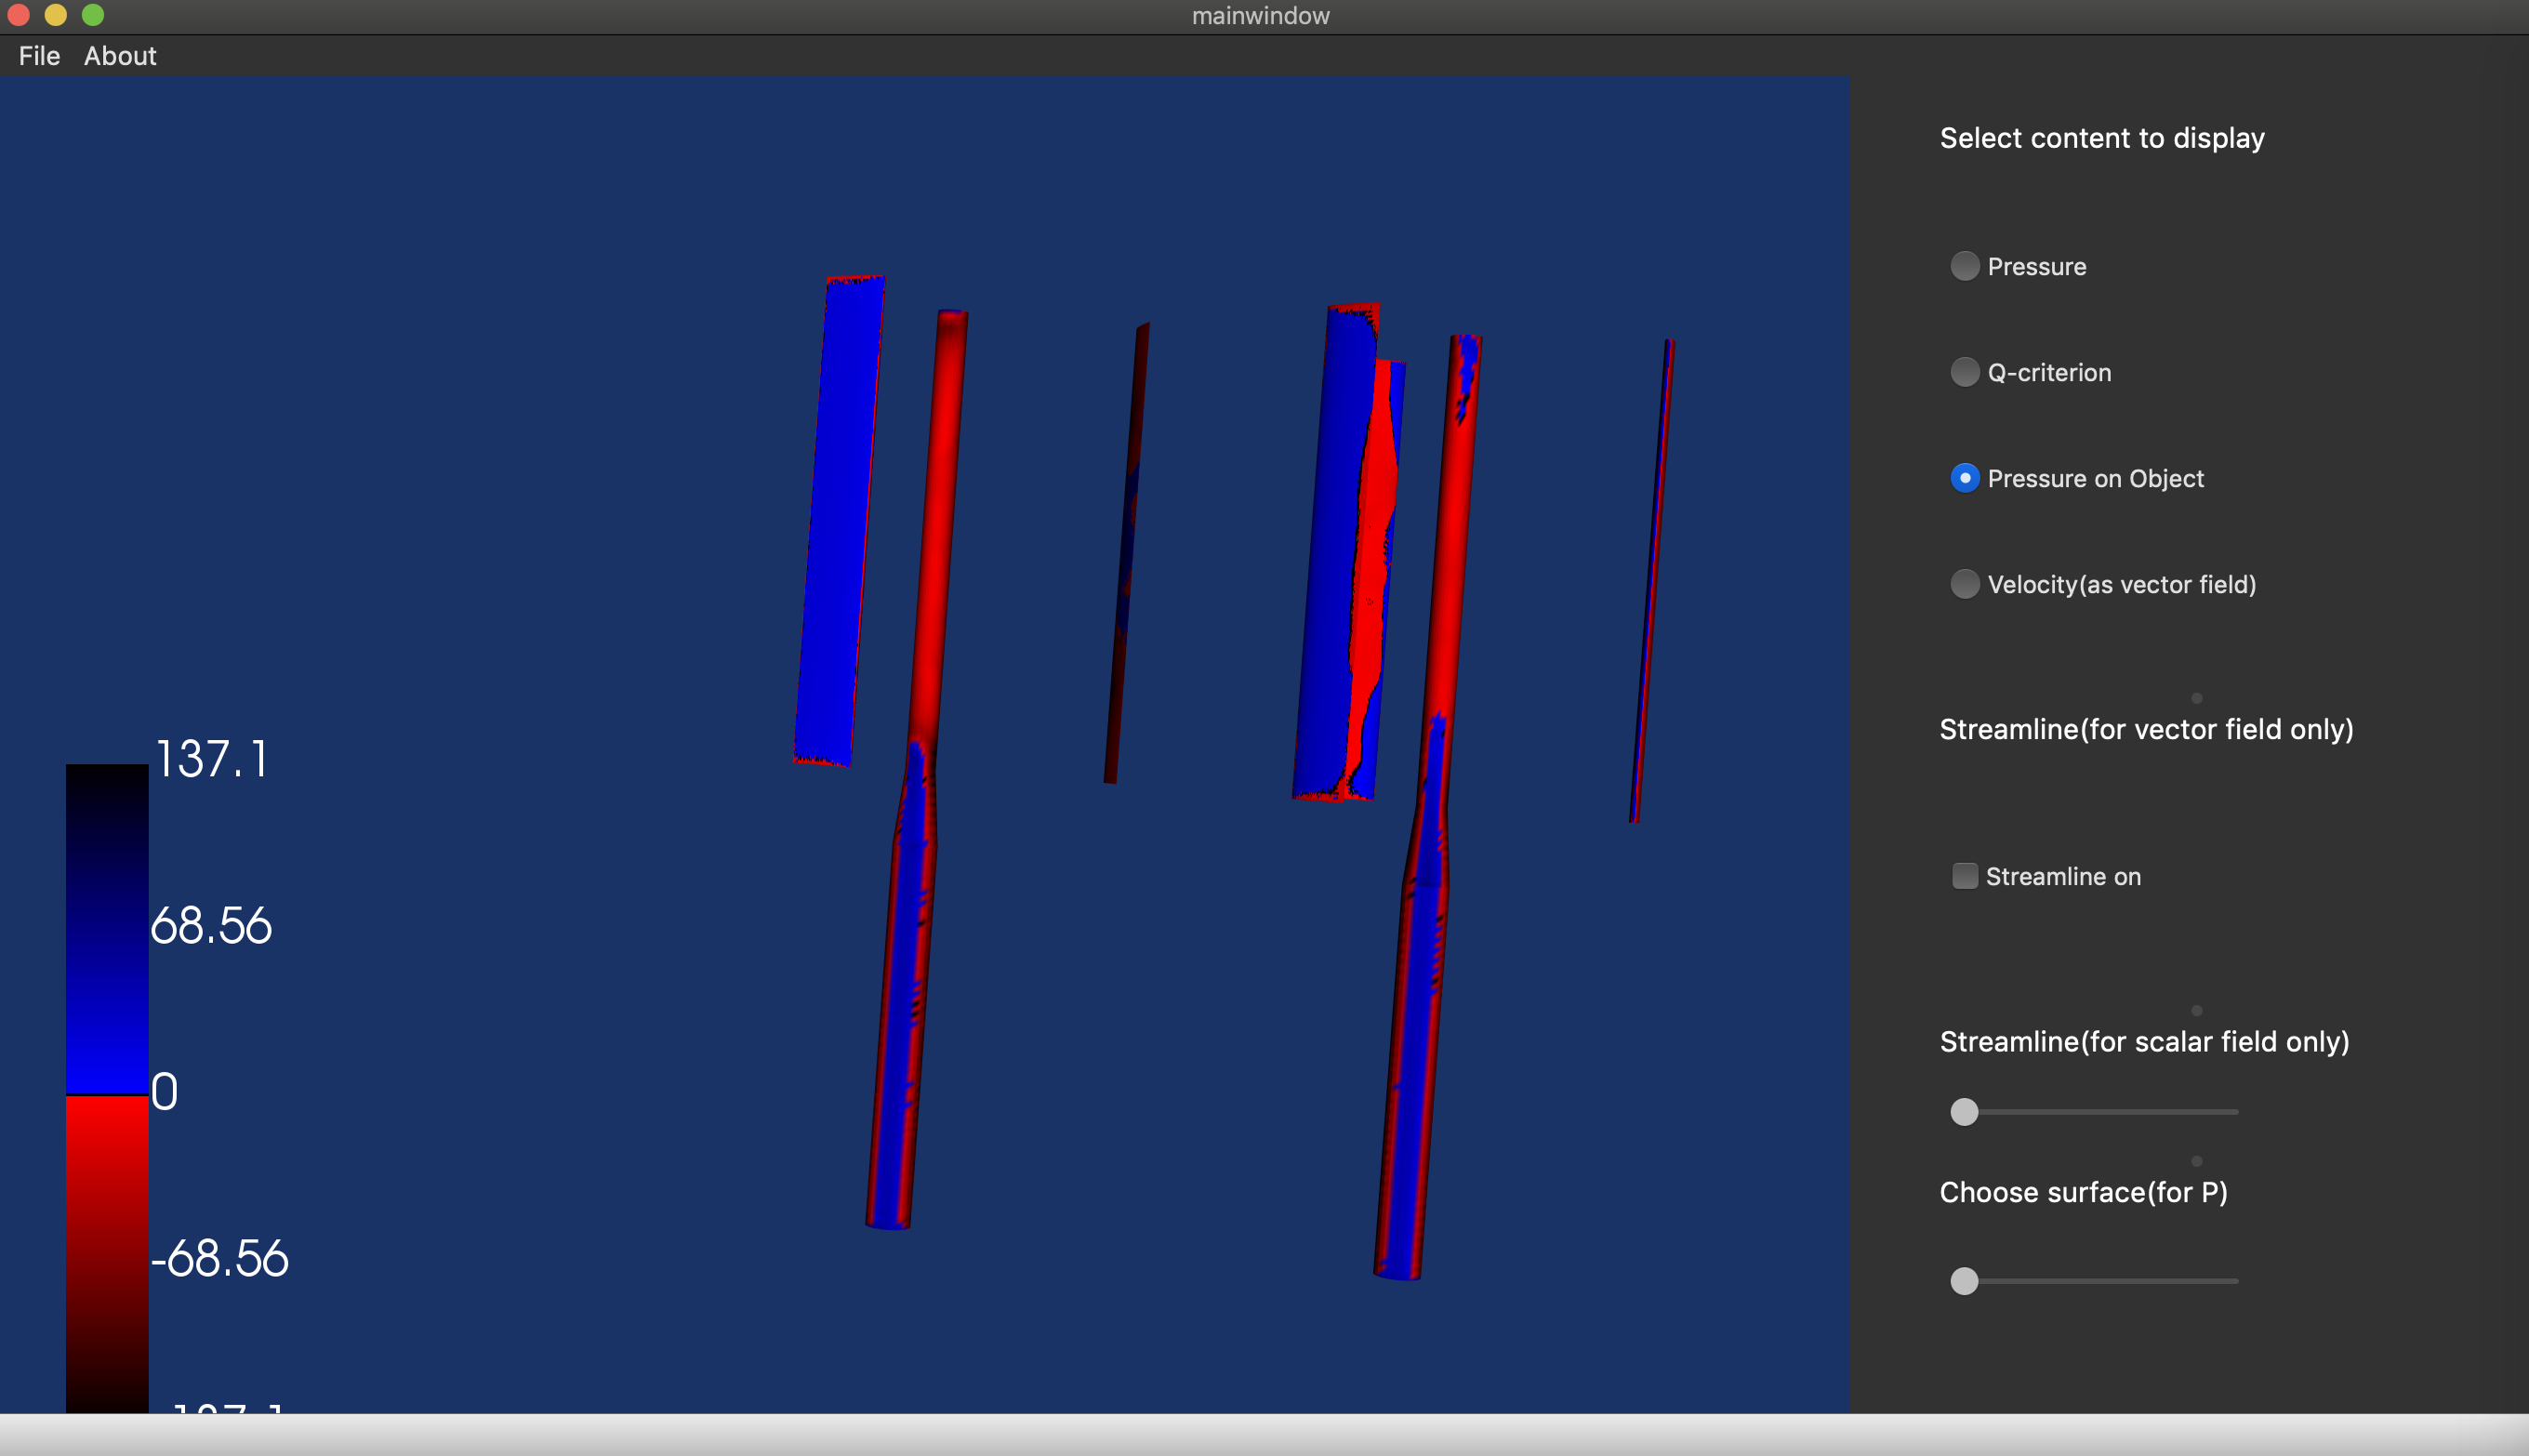 mainwindow
File About
Select content to display
Pressure
Q-criterion
Pressure on Object
Velocity(as vector field)
Streamline(for vector field only)
Streamline on
Streamline(for scalar field only)
Choose surface(for P)
137.1
68.56
0
-68.56